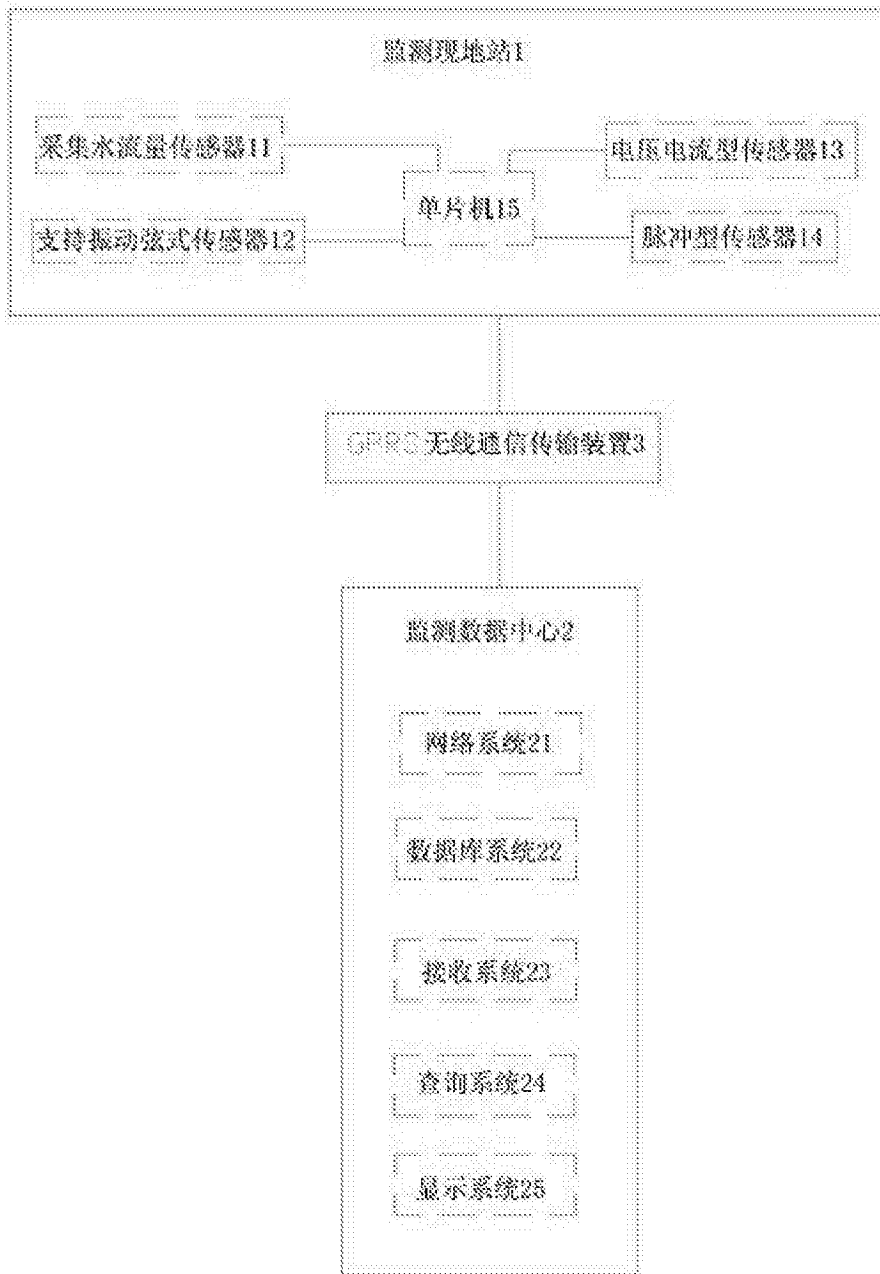 监测现地站1
采集水流量传感器11
电压电流型传感器13
单片机15
支持振动弦式传感器12
脉冲型传感器14
GPRS无线通信传输装置3
监测数据中心2
网络系统21
数据库系统22
接收系统23
查询系统24
显示系统25